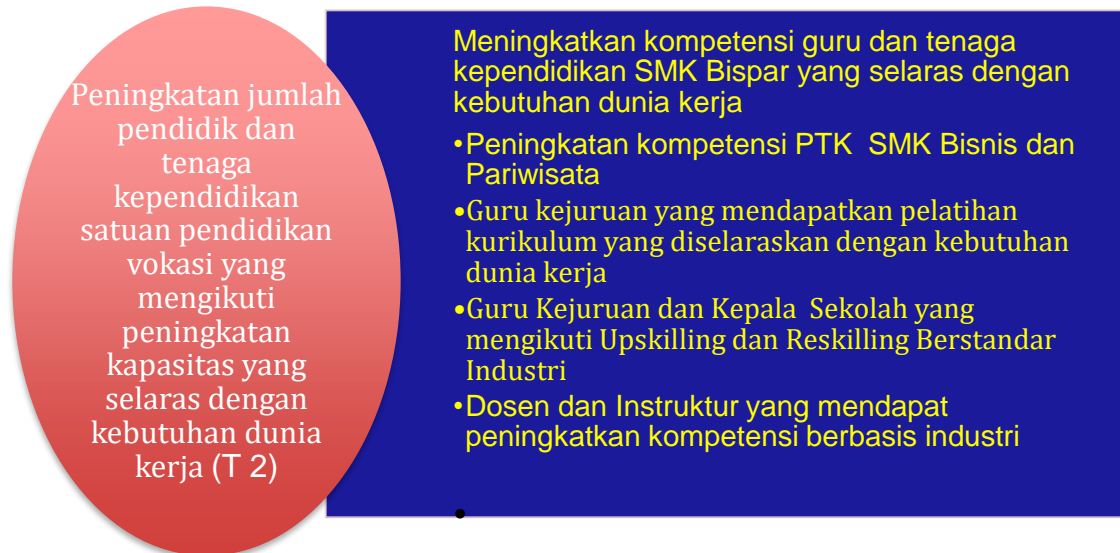 Peningkatan jumlah
pendidik dan
tenaga
kependidikan
satuan pendidikan
vokasi yang
mengikuti
peningkatan
kapasitas yang
selaras dengan
kebutuhan dunia
kerja (T 2)
Meningkatkan kompetensi guru dan tenaga
kependidikan SMK Bispar yang selaras dengan
kebutuhan dunia kerja
•Peningkatan kompetensi PTK SMK Bisnis dan
Pariwisata
•Guru kejuruan yang mendapatkan pelatihan
kurikulum yang diselaraskan dengan kebutuhan
dunia kerja
•Guru Kejuruan dan Kepala Sekolah yang
mengikuti Upskilling dan Reskilling Berstandar
Industri
•Dosen dan Instruktur yang mendapat
peningkatkan kompetensi berbasis industri
•